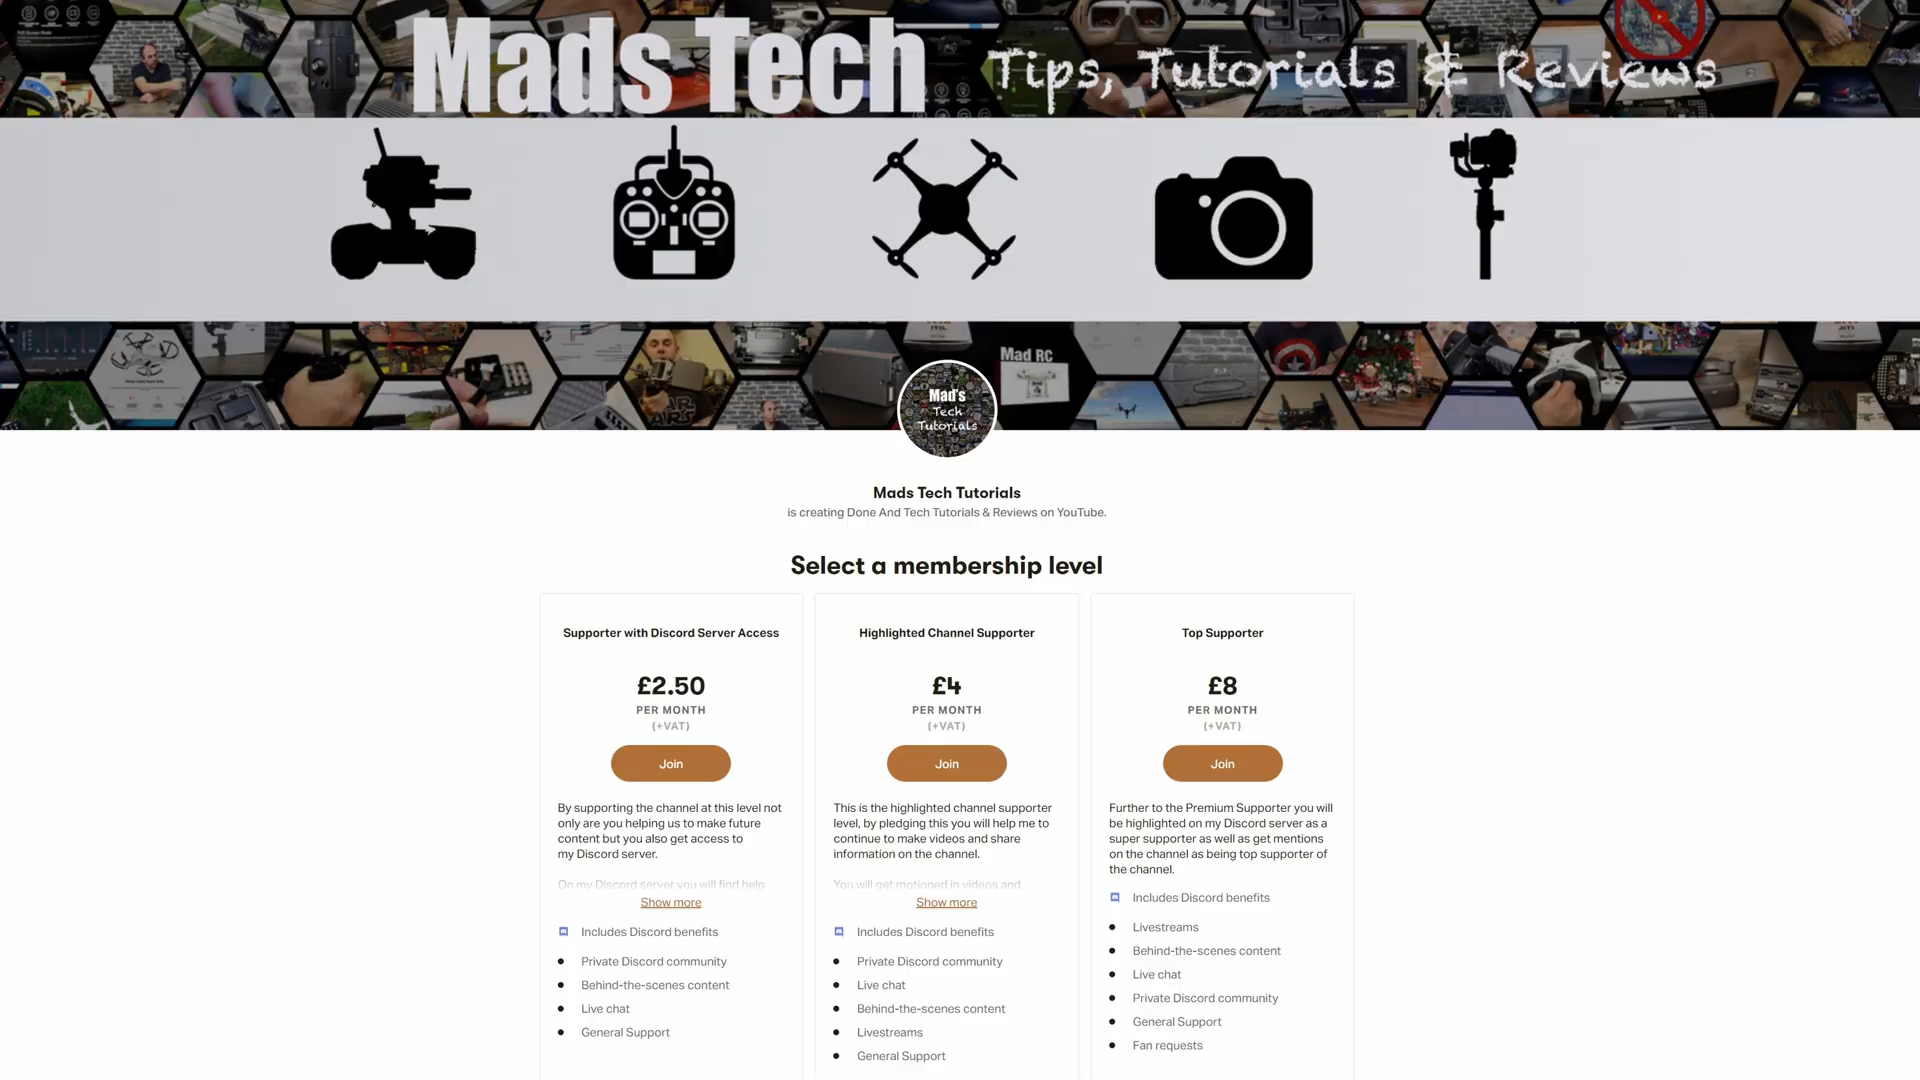 Mads Tech Tips, Tutorials & Reviews
Mad RC
Mad's
Tech
Tutorials
Mads Tech Tutorials
is creating Done And Tech Tutorials & Reviews on YouTube.
Select a membership level
Supporter with Discord Server Access
£2.50
PER MONTH
(+VAT)
Join
By supporting the channel at this level not
only are you helping us to make future
content but you also get access to
my Discord server.
On my Discord server you will find help
Show more
Includes Discord benefits
Private Discord community
Behind-the-scenes content
Live chat
General Support
Highlighted Channel Supporter
£4
PER MONTH
(+VAT)
Join
This is the highlighted channel supporter
level, by pledging this you will help me to
continue to make videos and share
information on the channel.
You will get motioned in videos and
Show more
Includes Discord benefits
Private Discord community
Live chat
Behind-the-scenes content
Livestreams
General Support
Top Supporter
£8
PER MONTH
(+VAT)
Join
Further to the Premium Supporter you will
be highlighted on my Discord server as a
super supporter as well as get mentions
on the channel as being top supporter of
the channel.
Includes Discord benefits
Livestreams
Behind-the-scenes content
Live chat
Private Discord community
General Support
Fan requests